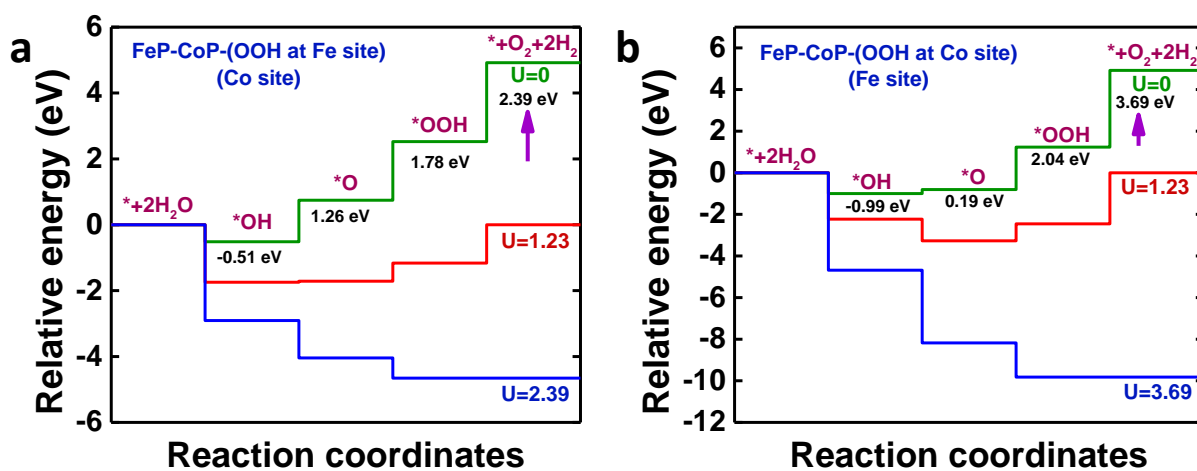 a
FeP-CoP-(OOH at Fe site)
(Co site)
*+O₂+2H₂
U=0
2.39 eV
*OOH
1.78 eV
*O
1.26 eV
*+2H₂O
*OH
-0.51 eV
U=1.23
U=2.39
6
4
2
0
-2
-4
-6
Relative energy (eV)
Reaction coordinates
b
FeP-CoP-(OOH at Co site)
(Fe site)
*+O₂+2H₂
U=0
3.69 eV
*OOH
2.04 eV
*+2H₂O
*OH
-0.99 eV
*O
0.19 eV
U=1.23
U=3.69
6
4
2
0
-2
-4
-6
-8
-10
-12
Relative energy (eV)
Reaction coordinates